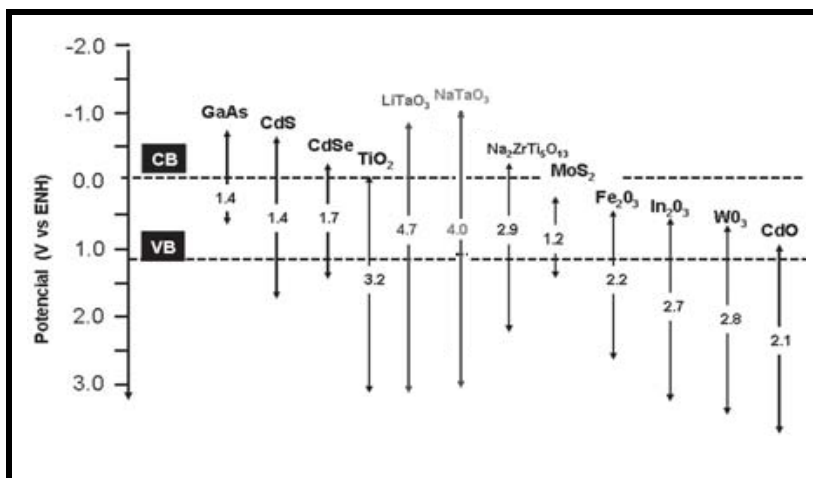 Potencial (V vs ENH)
-2.0
-1.0
0.0
1.0
2.0
3.0
CB
VB
GaAs
1.4
CdS
1.4
CdSe
1.7
TiO₂
3.2
LiTaO₃
4.7
NaTaO₃
4.0
Na₂ZrTi₅O₁₃
2.9
MoS₂
1.2
Fe₂0₃
2.2
In₂0₃
2.7
W0₃
2.8
CdO
2.1